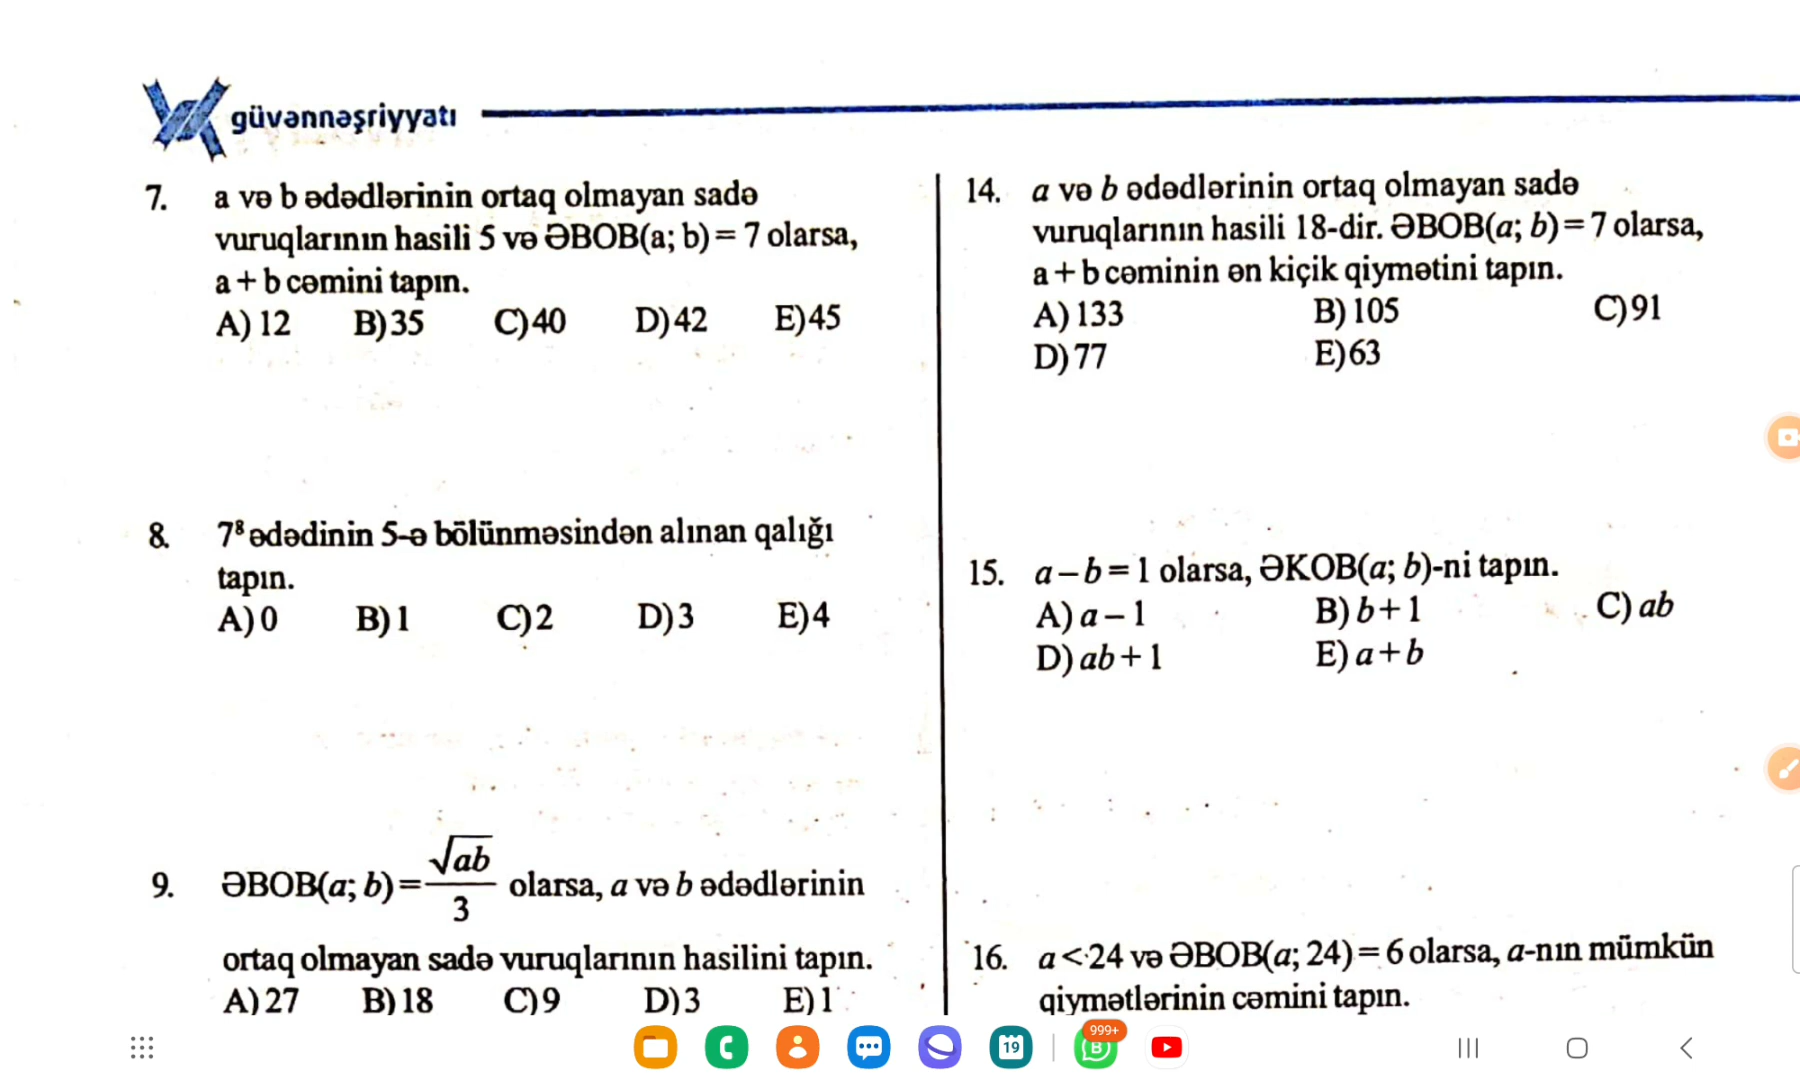 güvənnəşriyyatı
7. a və b ədədlərinin ortaq olmayan sadə
vuruqlarının hasili 5 və ƏBOB(a; b) = 7 olarsa,
a + b cəmini tapın.
A) 12 B) 35 C) 40 D) 42 E) 45
8. 7⁸ ədədinin 5-ə bölünməsindən alınan qalığı
tapın.
A) 0 B) 1 C) 2 D) 3 E) 4
9. ƏBOB(a; b) = √ab / 3 olarsa, a və b ədədlərinin
ortaq olmayan sadə vuruqlarının hasilini tapın.
A) 27 B) 18 C) 9 D) 3 E) 1
14. a və b ədədlərinin ortaq olmayan sadə
vuruqlarının hasili 18-dir. ƏBOB(a; b) = 7 olarsa,
a + b cəminin ən kiçik qiymətini tapın.
A) 133 B) 105 C) 91
D) 77 E) 63
15. a – b = 1 olarsa, ƏKOB(a; b)-ni tapın.
A) a – 1 B) b + 1 C) ab
D) ab + 1 E) a + b
16. a < 24 və ƏBOB(a; 24) = 6 olarsa, a-nın mümkün
qiymətlərinin cəmini tapın.
19
999+
B